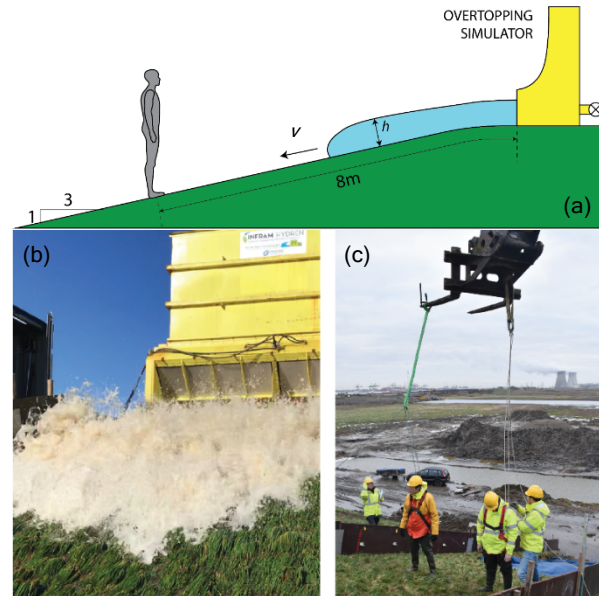 OVERTOPPING
SIMULATOR
h
v
8m
3
1
(a)
(b)
INFRAM HYDREN
(c)